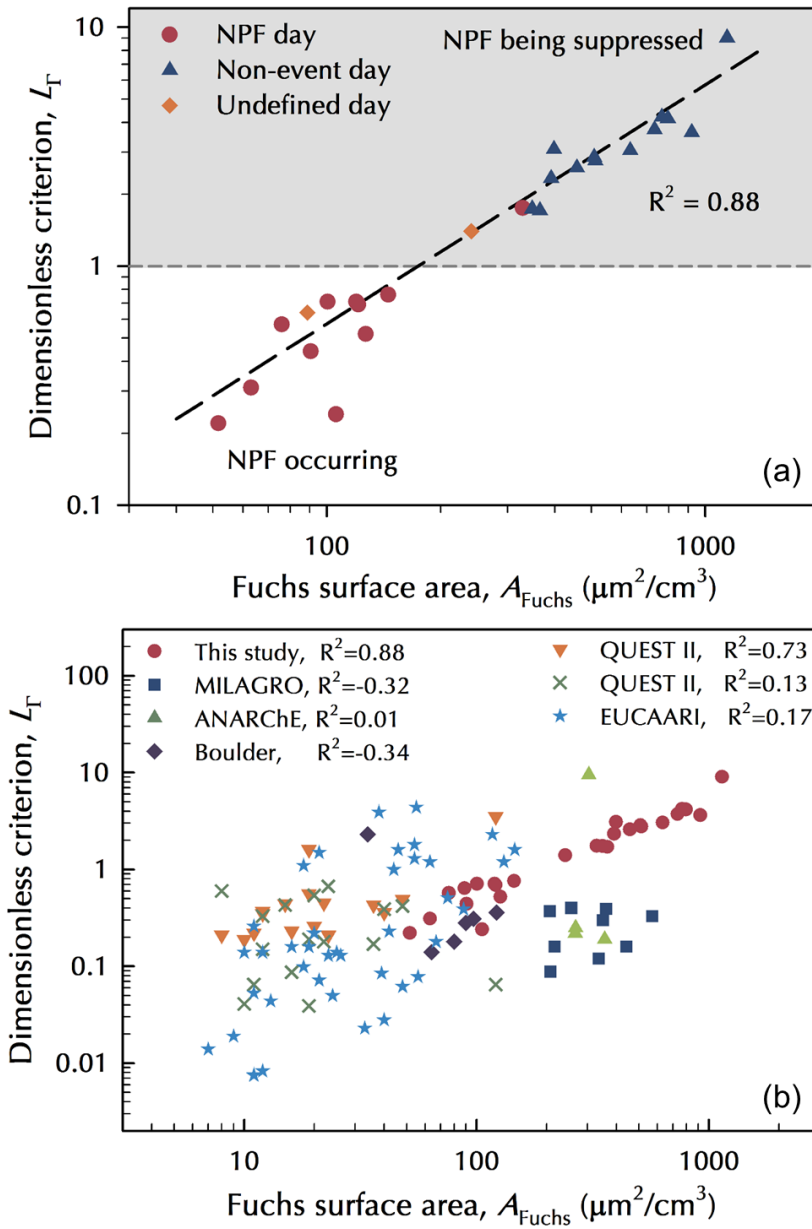 NPF day
Non-event day
Undefined day
NPF being suppressed
R² = 0.88
NPF occurring
(a)
10
1
0.1
Dimensionless criterion, LΓ
100
1000
Fuchs surface area, AFuchs (μm²/cm³)
This study, R²=0.88
MILAGRO, R²=-0.32
ANARChE, R²=0.01
Boulder, R²=-0.34
QUEST II, R²=0.73
QUEST II, R²=0.13
EUCAARI, R²=0.17
(b)
100
10
1
0.1
0.01
Dimensionless criterion, LΓ
10
100
1000
Fuchs surface area, AFuchs (μm²/cm³)